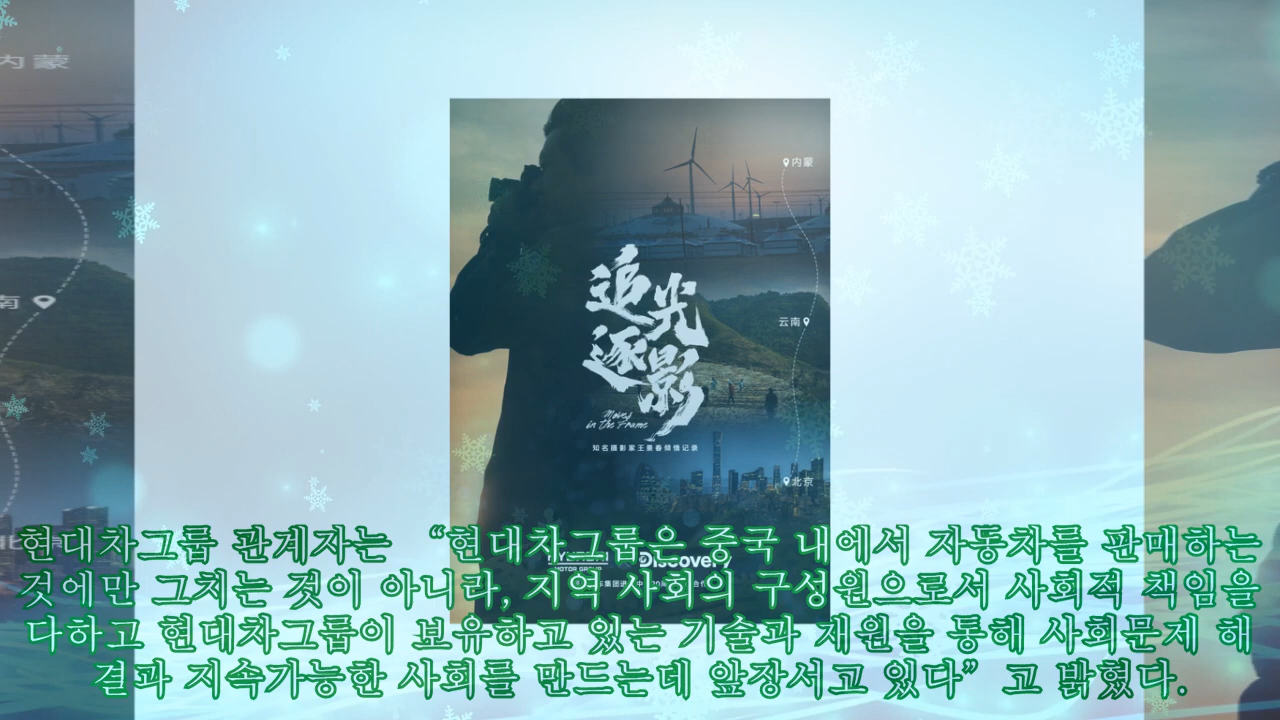 内蒙
内蒙
追光
逐影
云南
南
Moves
in the Frame
知名摄影家王景春倾情记录
北京
현대차그룹 관계자는 “현대차그룹은 중국 내에서 자동차를 판매하는
것에만 그치는 것이 아니라, 지역 사회의 구성원으로서 사회적 책임을
다하고 현대차그룹이 보유하고 있는 기술과 재원을 통해 사회문제 해
결과 지속가능한 사회를 만드는데 앞장서고 있다” 고 밝혔다.
Discovery
MOTOR GROUP